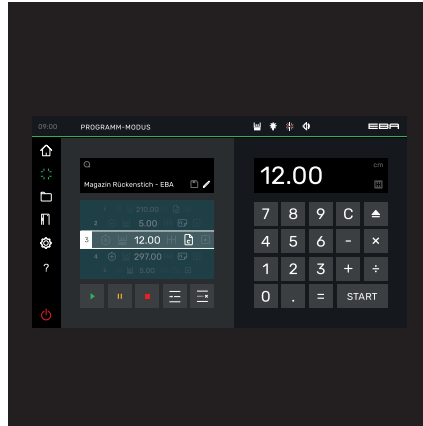 09:00 PROGRAMM-MODUS EBA
Magazin Rückenstich - EBA
210.00
2 5.00
3 12.00
4 297.00
5.00
12.00 cm
7 8 9 C
4 5 6 - ×
1 2 3 + ÷
0 . = START
?